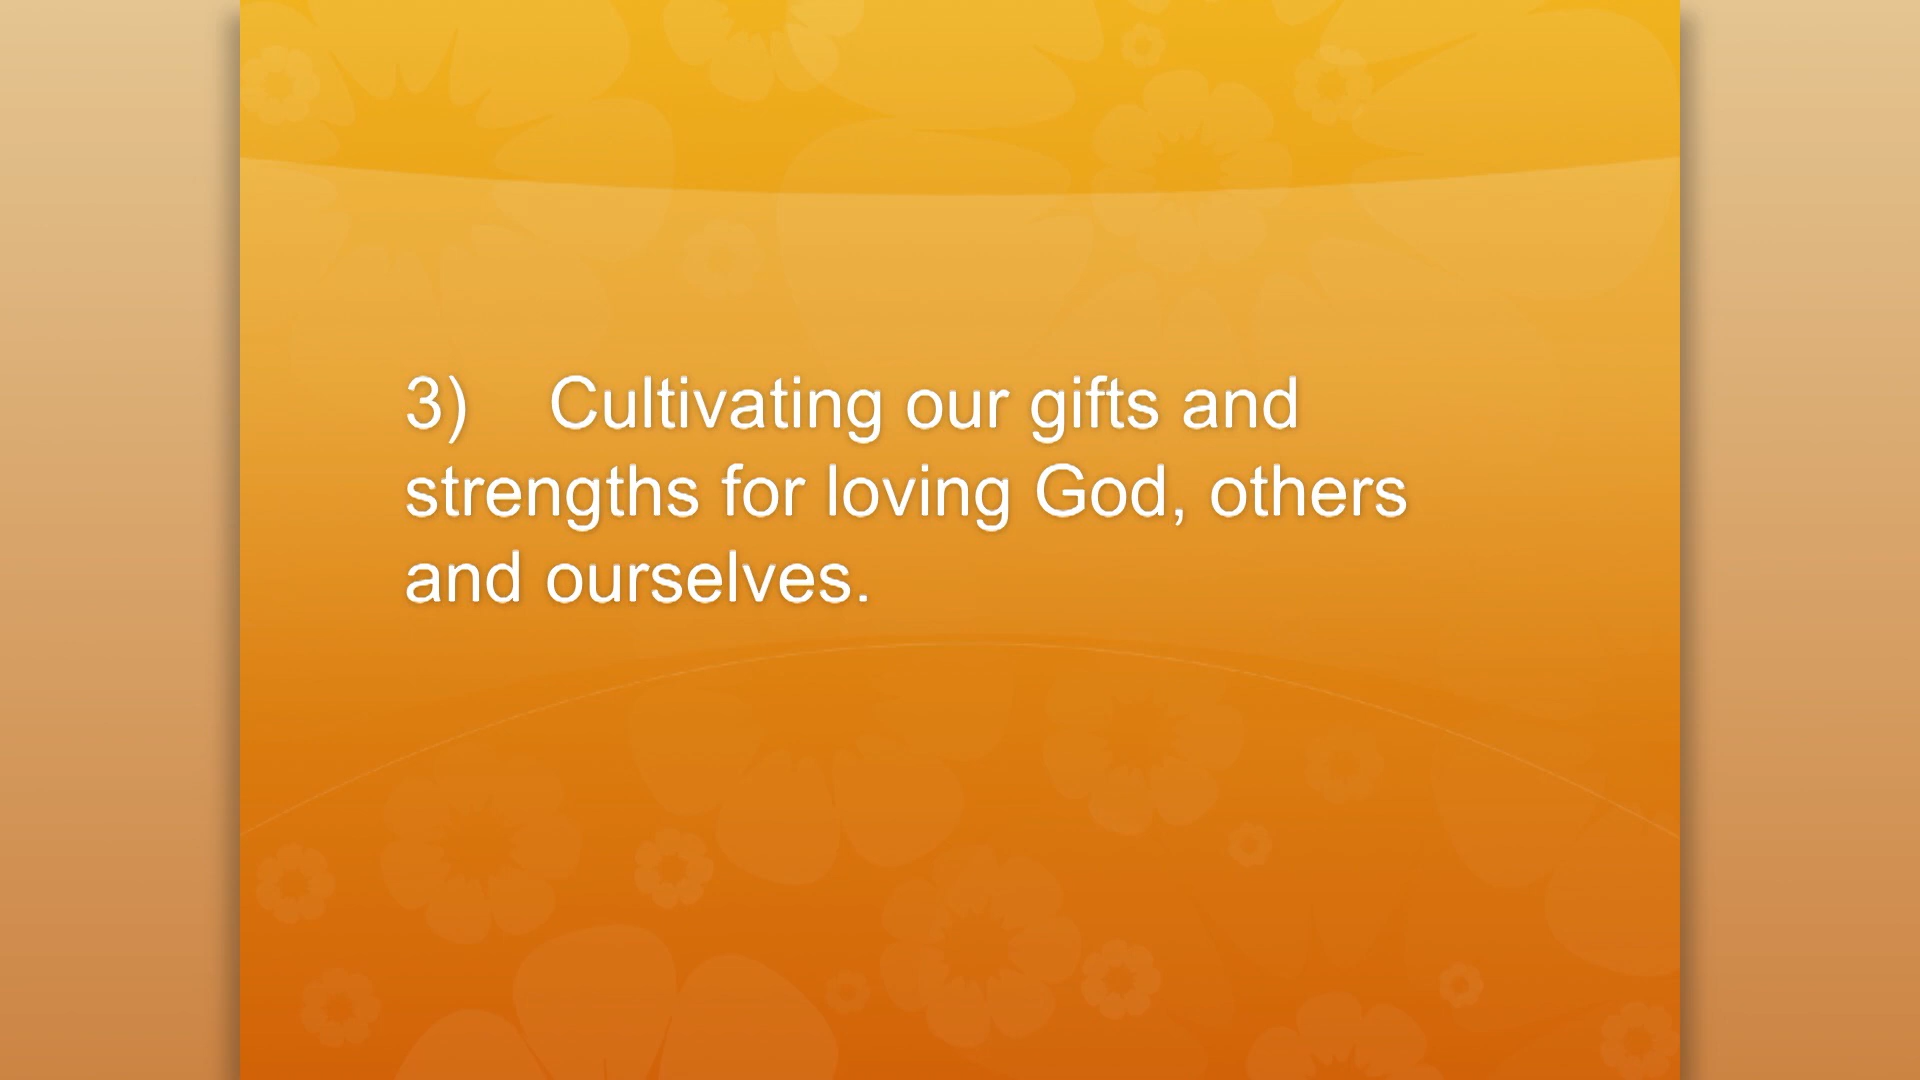 3) Cultivating our gifts and
strengths for loving God, others
and ourselves.